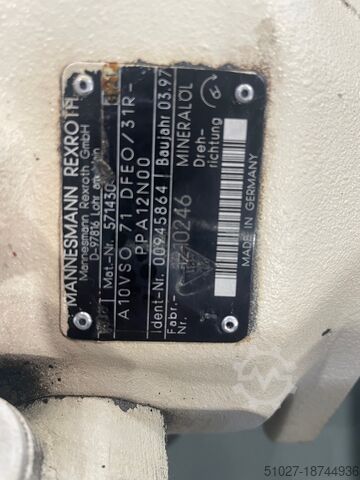 MANNESMANN REXROTH
Mannesmann Rexroth GmbH
D-97816 Lohr am Main
Mat.-Nr. 571430
A10VSO 71 DFEO/31R-
PPA12N00
Ident-Nr. 00945864 Baujahr 03.97
Fabr.-Nr. 0246 MINERALÖL
Dreh-
richtung
MADE IN GERMANY
51027-18744936